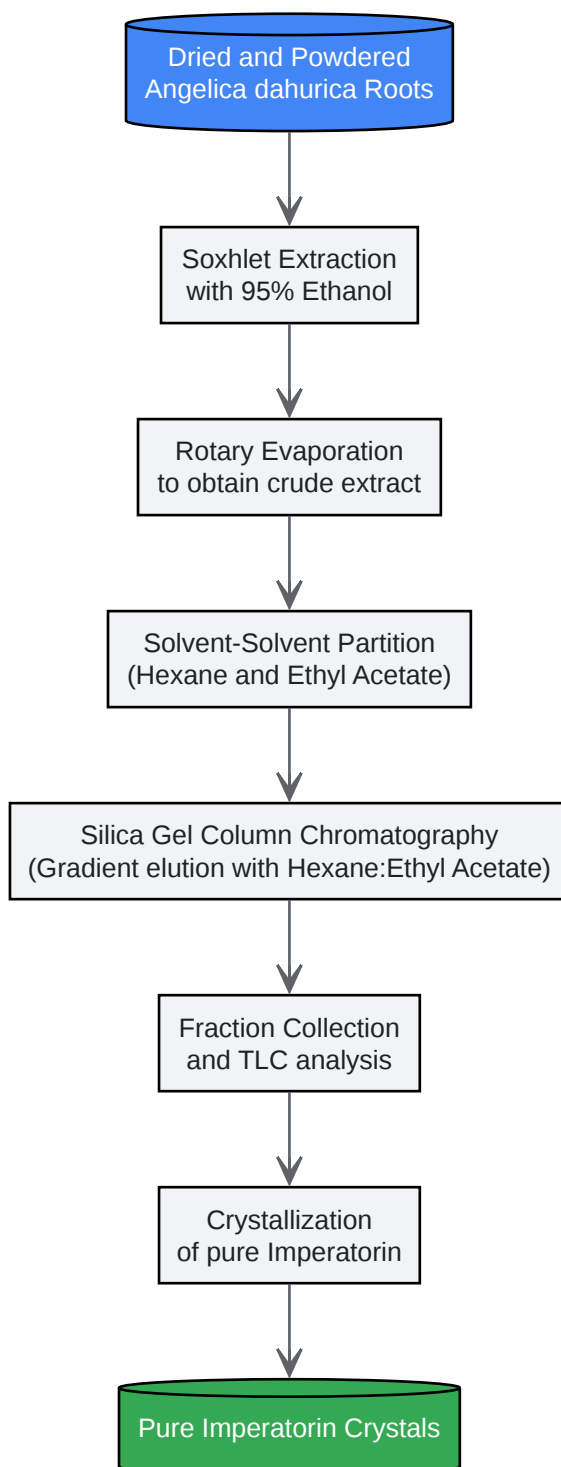 Dried and Powdered
Angelica dahurica Roots
Soxhlet Extraction
with 95% Ethanol
Rotary Evaporation
to obtain crude extract
Solvent-Solvent Partition
(Hexane and Ethyl Acetate)
Silica Gel Column Chromatography
(Gradient elution with Hexane:Ethyl Acetate)
Fraction Collection
and TLC analysis
Crystallization
of pure Imperatorin
Pure Imperatorin Crystals